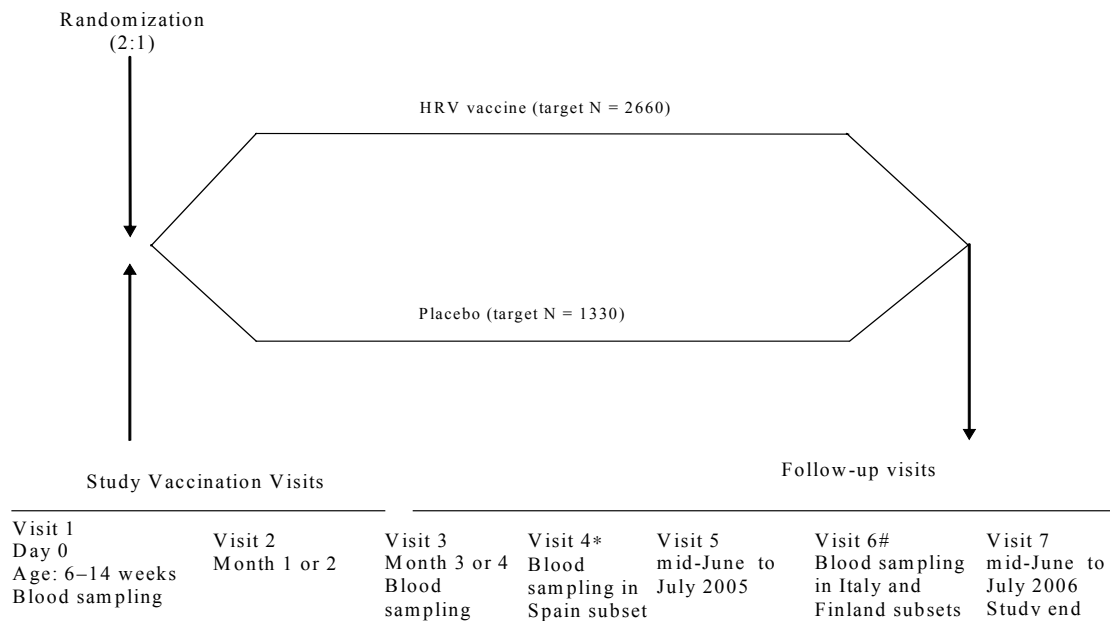 Randomization
(2:1)
HRV vaccine (target N = 2660)
Placebo (target N = 1330)
Study Vaccination Visits
Follow-up visits
Visit 1
Day 0
Age: 6–14 weeks
Blood sampling
Visit 2
Month 1 or 2
Visit 3
Month 3 or 4
Blood
sampling
Visit 4*
Blood
sampling in
Spain subset
Visit 5
mid-June to
July 2005
Visit 6#
Blood sampling
in Italy and
Finland subsets
Visit 7
mid-June to
July 2006
Study end